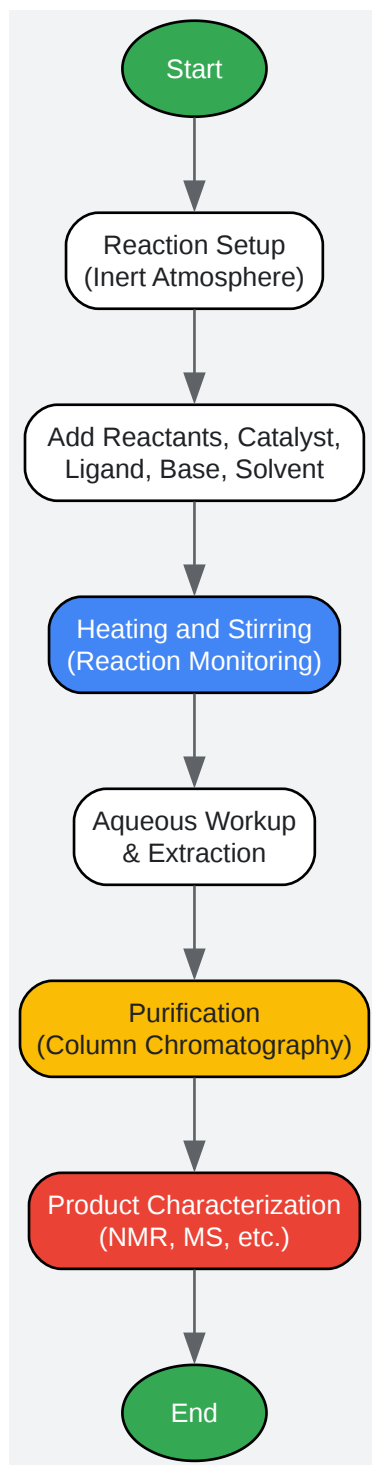 Start
Reaction Setup
(Inert Atmosphere)
Add Reactants, Catalyst,
Ligand, Base, Solvent
Heating and Stirring
(Reaction Monitoring)
Aqueous Workup
& Extraction
Purification
(Column Chromatography)
Product Characterization
(NMR, MS, etc.)
End